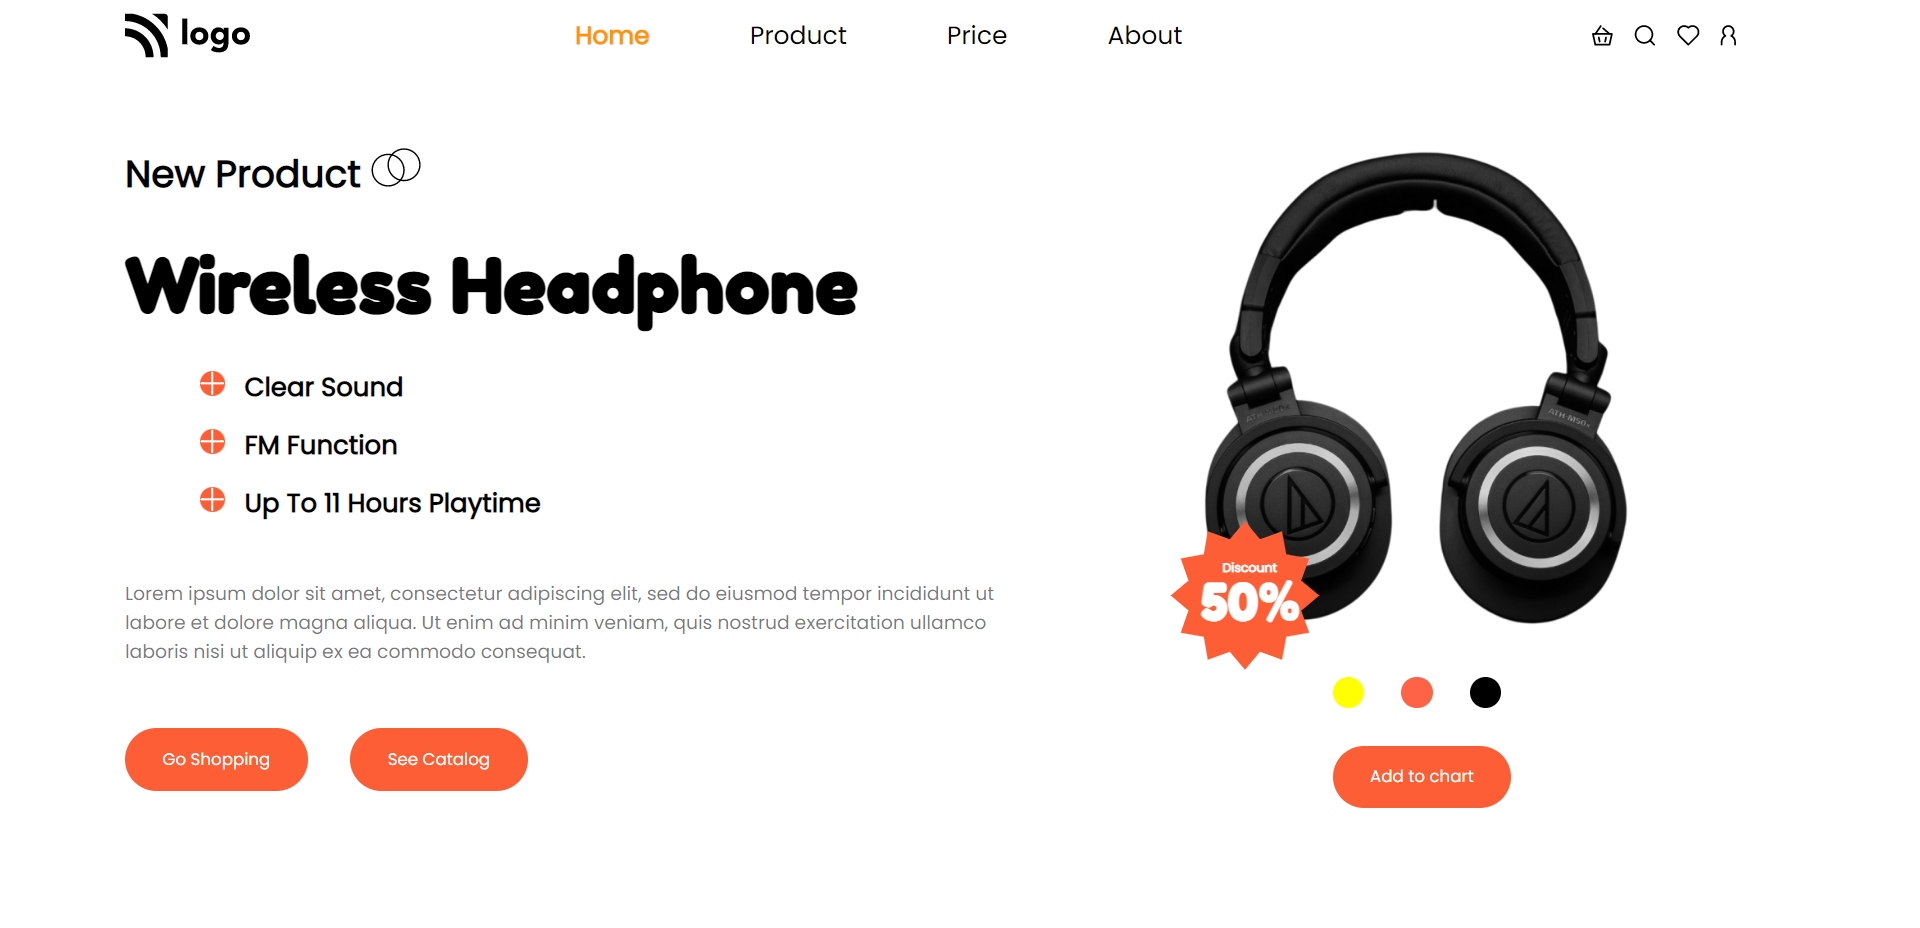 logo
Home
Product
Price
About
New Product
Wireless Headphone
Clear Sound
FM Function
Up To 11 Hours Playtime
Lorem ipsum dolor sit amet, consectetur adipiscing elit, sed do eiusmod tempor incididunt ut
labore et dolore magna aliqua. Ut enim ad minim veniam, quis nostrud exercitation ullamco
laboris nisi ut aliquip ex ea commodo consequat.
Go Shopping
See Catalog
ATH-M50x
Discount
50%
Add to chart